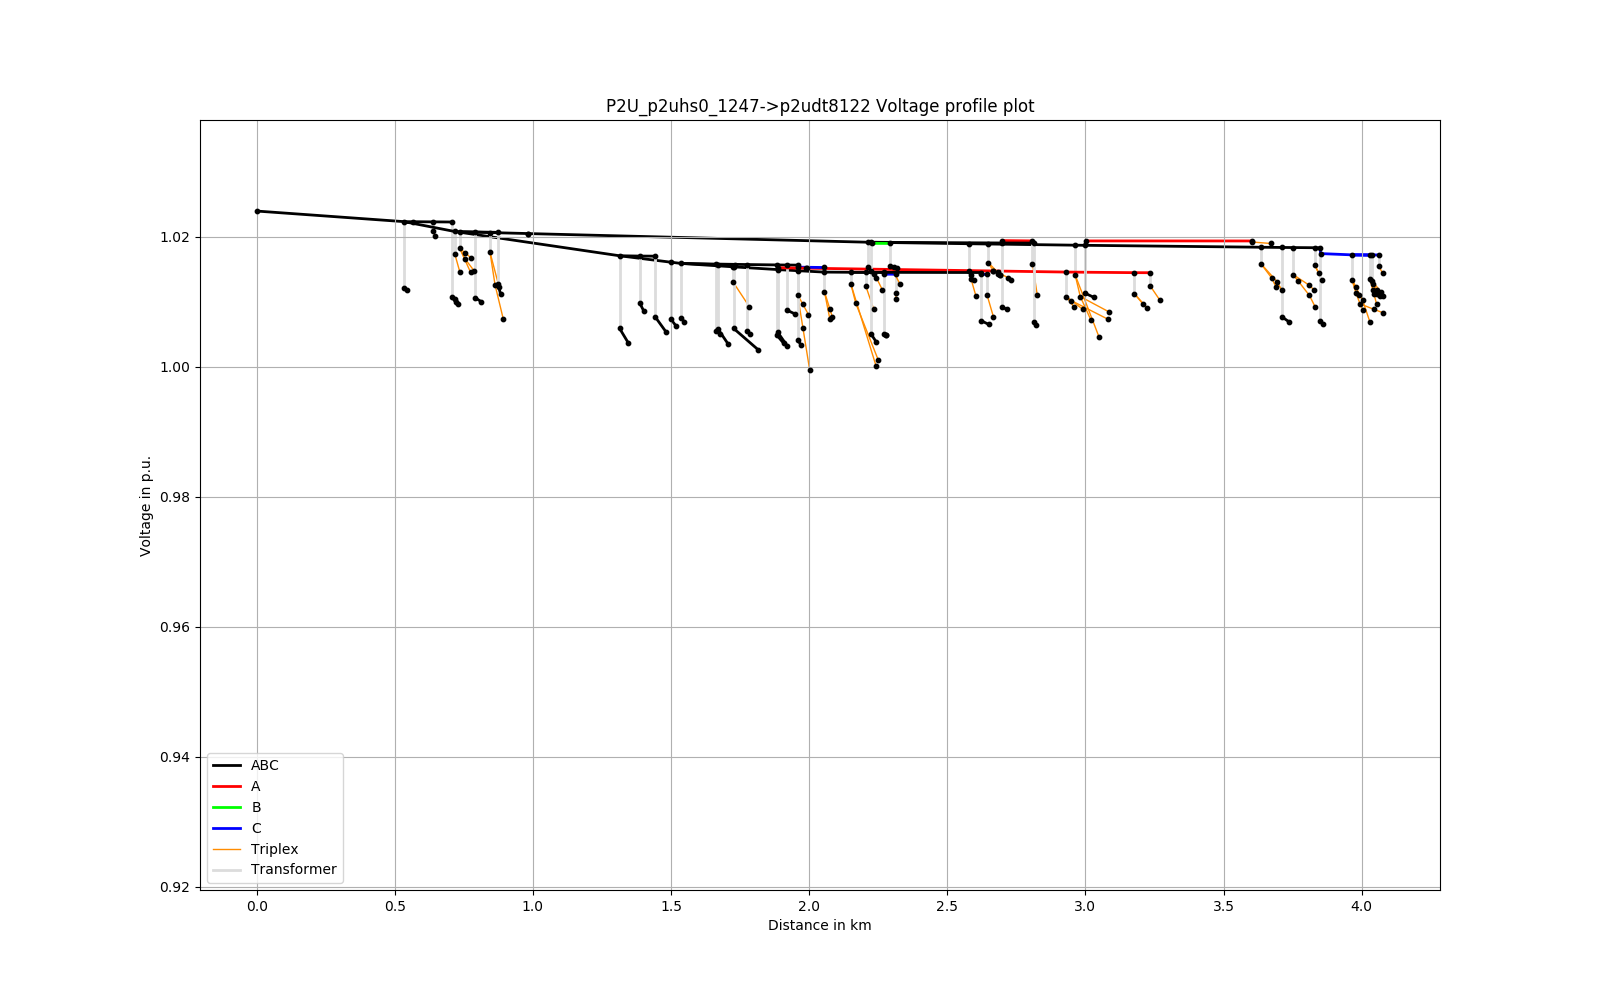 P2U_p2uhs0_1247->p2udt8122 Voltage profile plot
Voltage in p.u.
1.02
1.00
0.98
0.96
0.94
0.92
ABC
A
B
C
Triplex
Transformer
0.0 0.5 1.0 1.5 2.0 2.5 3.0 3.5 4.0
Distance in km